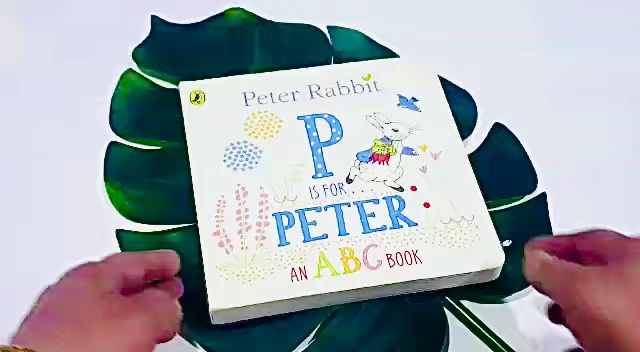 Peter Rabbit
P
IS FOR....
PETER
AN ABC BOOK